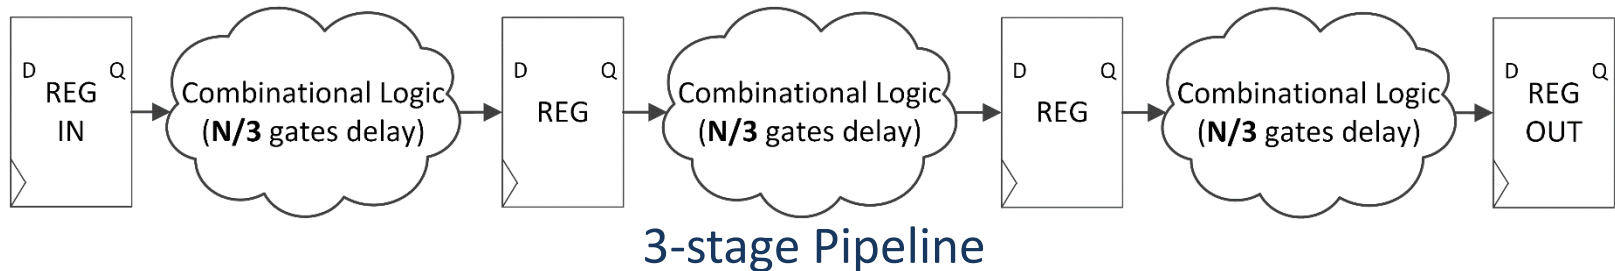 D Q
REG
IN
Combinational Logic
(N/3 gates delay)
D Q
REG
Combinational Logic
(N/3 gates delay)
D Q
REG
Combinational Logic
(N/3 gates delay)
D Q
REG
OUT
3-stage Pipeline